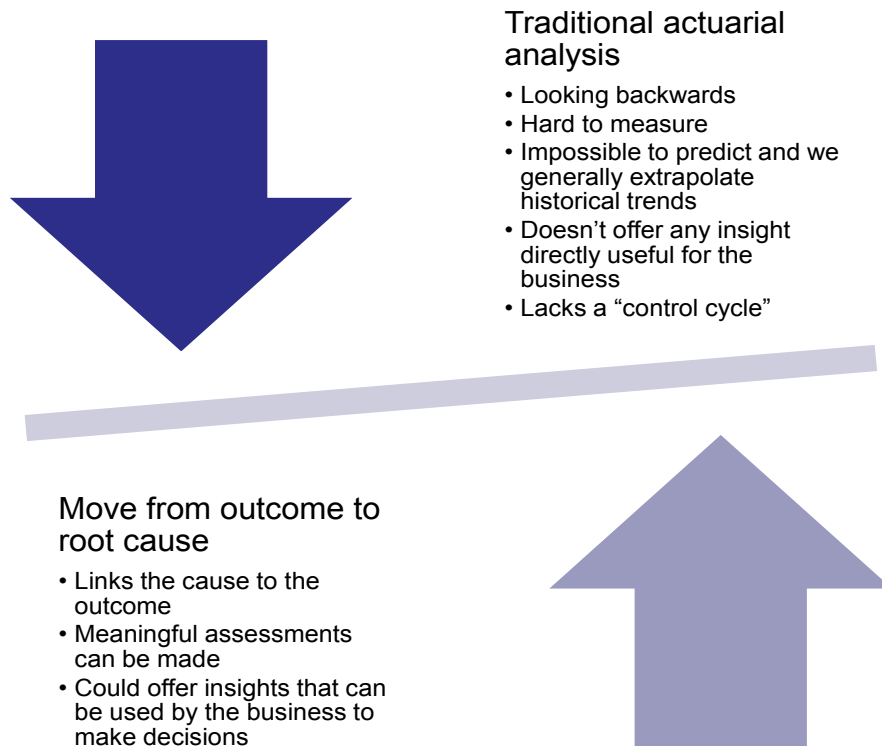 Traditional actuarial
analysis
• Looking backwards
• Hard to measure
• Impossible to predict and we
generally extrapolate
historical trends
• Doesn’t offer any insight
directly useful for the
business
• Lacks a “control cycle”
Move from outcome to
root cause
• Links the cause to the
outcome
• Meaningful assessments
can be made
• Could offer insights that can
be used by the business to
make decisions